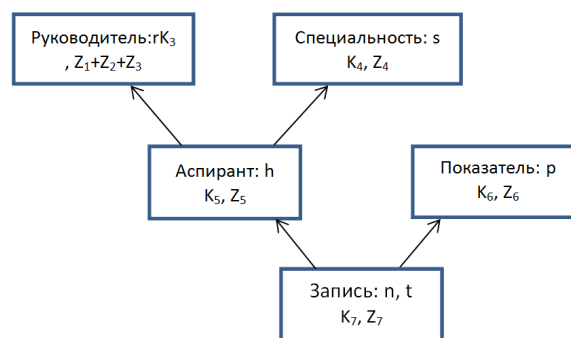 Руководитель:rK₃
, Z₁+Z₂+Z₃
Специальность: s
K₄, Z₄
Аспирант: h
K₅, Z₅
Показатель: p
K₆, Z₆
Запись: n, t
K₇, Z₇